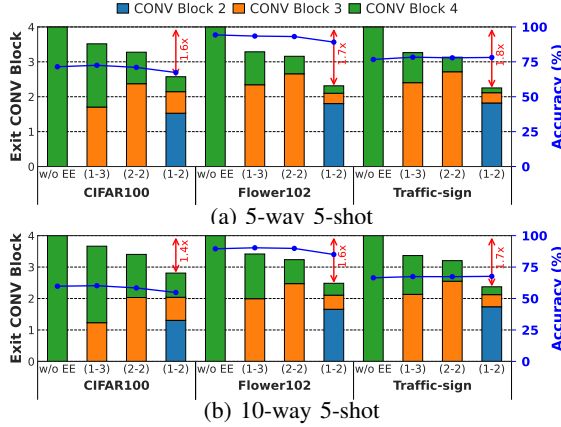 CONV Block 2 CONV Block 3 CONV Block 4
Exit CONV Block
4
3
2
1
0
1.6x
1.7x
1.8x
100
75
50
25
0
Accuracy (%)
w/o EE (1-3) (2-2) (1-2) w/o EE (1-3) (2-2) (1-2) w/o EE (1-3) (2-2) (1-2)
CIFAR100 Flower102 Traffic-sign
(a) 5-way 5-shot
Exit CONV Block
4
3
2
1
0
1.4x
1.6x
1.7x
100
75
50
25
0
Accuracy (%)
w/o EE (1-3) (2-2) (1-2) w/o EE (1-3) (2-2) (1-2) w/o EE (1-3) (2-2) (1-2)
CIFAR100 Flower102 Traffic-sign
(b) 10-way 5-shot